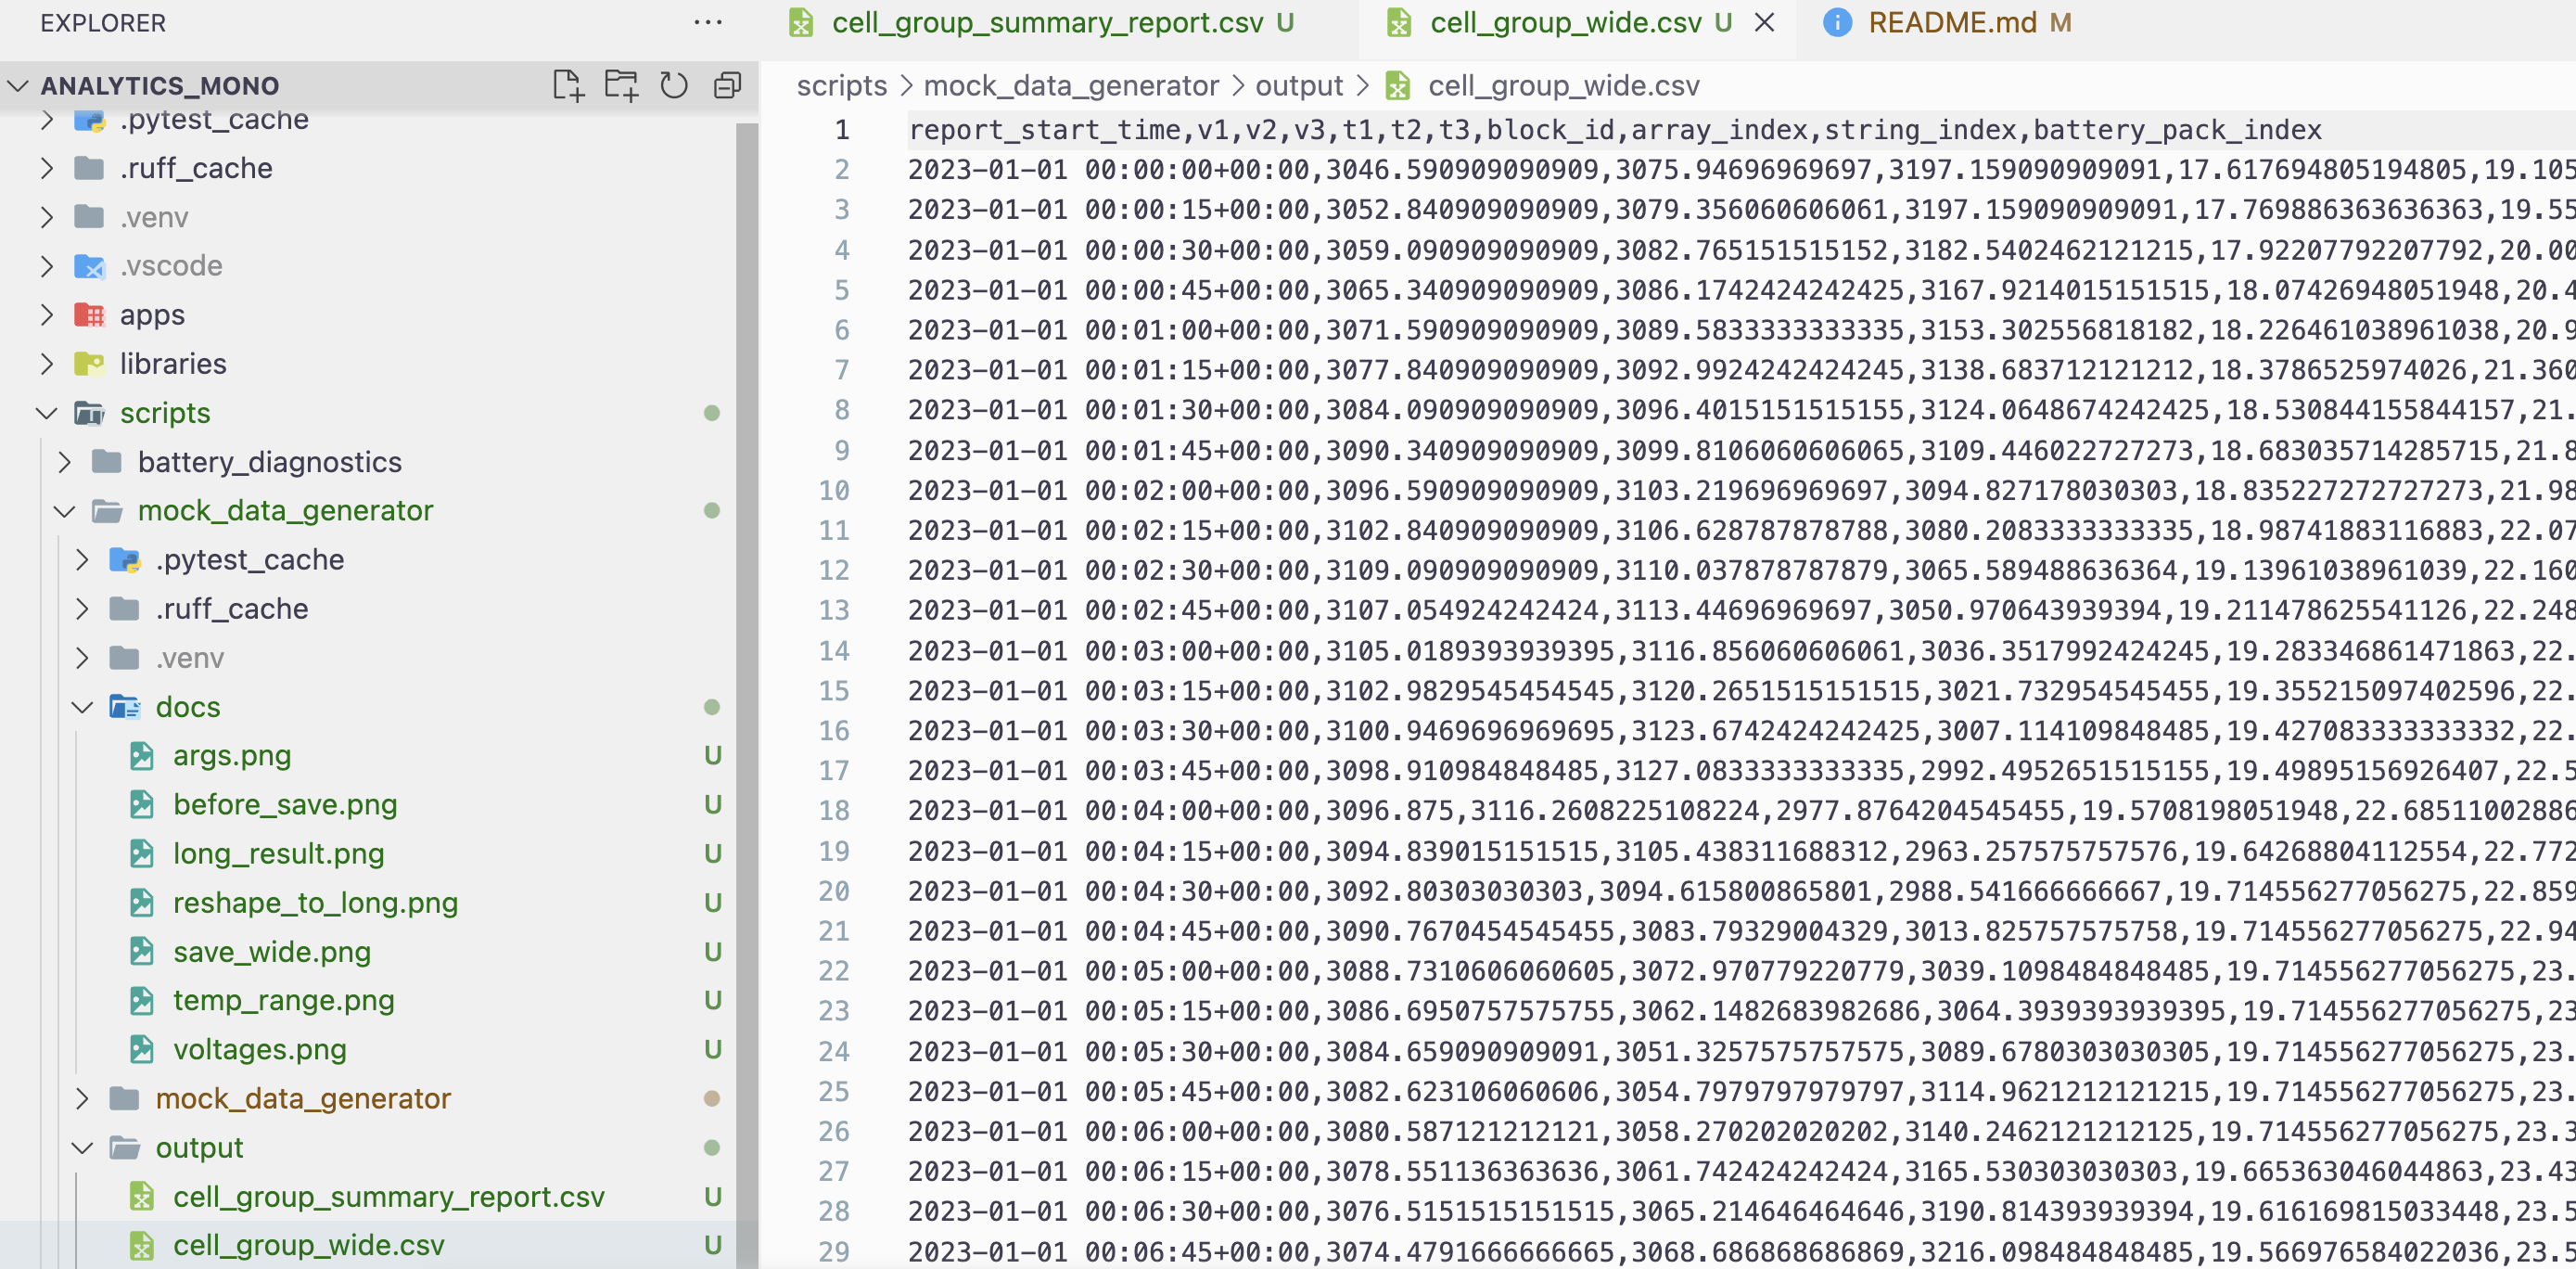 EXPLORER
ANALYTICS_MONO
.pytest_cache
.ruff_cache
.venv
.vscode
apps
libraries
scripts
battery_diagnostics
mock_data_generator
.pytest_cache
.ruff_cache
.venv
docs
args.png U
before_save.png U
long_result.png U
reshape_to_long.png U
save_wide.png U
temp_range.png U
voltages.png U
mock_data_generator
output
cell_group_summary_report.csv U
cell_group_wide.csv U
cell_group_summary_report.csv U cell_group_wide.csv U README.md M
scripts > mock_data_generator > output > cell_group_wide.csv
1 report_start_time,v1,v2,v3,t1,t2,t3,block_id,array_index,string_index,battery_pack_index
2 2023-01-01 00:00:00+00:00,3046.590909090909,3075.94696969697,3197.159090909091,17.617694805194805,19.105
3 2023-01-01 00:00:15+00:00,3052.840909090909,3079.356060606061,3197.159090909091,17.769886363636363,19.55
4 2023-01-01 00:00:30+00:00,3059.090909090909,3082.765151515152,3182.5402462121215,17.92207792207792,20.00
5 2023-01-01 00:00:45+00:00,3065.340909090909,3086.1742424242425,3167.9214015151515,18.07426948051948,20.4
6 2023-01-01 00:01:00+00:00,3071.590909090909,3089.5833333333335,3153.302556818182,18.226461038961038,20.9
7 2023-01-01 00:01:15+00:00,3077.840909090909,3092.9924242424245,3138.683712121212,18.3786525974026,21.360
8 2023-01-01 00:01:30+00:00,3084.090909090909,3096.4015151515155,3124.0648674242425,18.530844155844157,21.
9 2023-01-01 00:01:45+00:00,3090.340909090909,3099.8106060606065,3109.446022727273,18.683035714285715,21.8
10 2023-01-01 00:02:00+00:00,3096.590909090909,3103.219696969697,3094.827178030303,18.835227272727273,21.98
11 2023-01-01 00:02:15+00:00,3102.840909090909,3106.628787878788,3080.2083333333335,18.98741883116883,22.07
12 2023-01-01 00:02:30+00:00,3109.090909090909,3110.037878787879,3065.589488636364,19.13961038961039,22.160
13 2023-01-01 00:02:45+00:00,3107.054924242424,3113.44696969697,3050.970643939394,19.211478625541126,22.248
14 2023-01-01 00:03:00+00:00,3105.0189393939395,3116.856060606061,3036.3517992424245,19.283346861471863,22.
15 2023-01-01 00:03:15+00:00,3102.9829545454545,3120.2651515151515,3021.732954545455,19.355215097402596,22.
16 2023-01-01 00:03:30+00:00,3100.9469696969695,3123.6742424242425,3007.114109848485,19.427083333333332,22.
17 2023-01-01 00:03:45+00:00,3098.910984848485,3127.0833333333335,2992.4952651515155,19.49895156926407,22.5
18 2023-01-01 00:04:00+00:00,3096.875,3116.2608225108224,2977.8764204545455,19.5708198051948,22.68511002886
19 2023-01-01 00:04:15+00:00,3094.839015151515,3105.438311688312,2963.257575757576,19.64268804112554,22.772
20 2023-01-01 00:04:30+00:00,3092.80303030303,3094.615800865801,2988.541666666667,19.714556277056275,22.859
21 2023-01-01 00:04:45+00:00,3090.7670454545455,3083.79329004329,3013.825757575758,19.714556277056275,22.94
22 2023-01-01 00:05:00+00:00,3088.7310606060605,3072.970779220779,3039.1098484848485,19.714556277056275,23.
23 2023-01-01 00:05:15+00:00,3086.6950757575755,3062.1482683982686,3064.3939393939395,19.714556277056275,23
24 2023-01-01 00:05:30+00:00,3084.659090909091,3051.3257575757575,3089.6780303030305,19.714556277056275,23.
25 2023-01-01 00:05:45+00:00,3082.623106060606,3054.7979797979797,3114.9621212121215,19.714556277056275,23.
26 2023-01-01 00:06:00+00:00,3080.587121212121,3058.270202020202,3140.2462121212125,19.714556277056275,23.3
27 2023-01-01 00:06:15+00:00,3078.551136363636,3061.742424242424,3165.530303030303,19.665363046044863,23.43
28 2023-01-01 00:06:30+00:00,3076.5151515151515,3065.214646464646,3190.814393939394,19.616169815033448,23.5
29 2023-01-01 00:06:45+00:00,3074.4791666666665,3068.686868686869,3216.098484848485,19.566976584022036,23.5